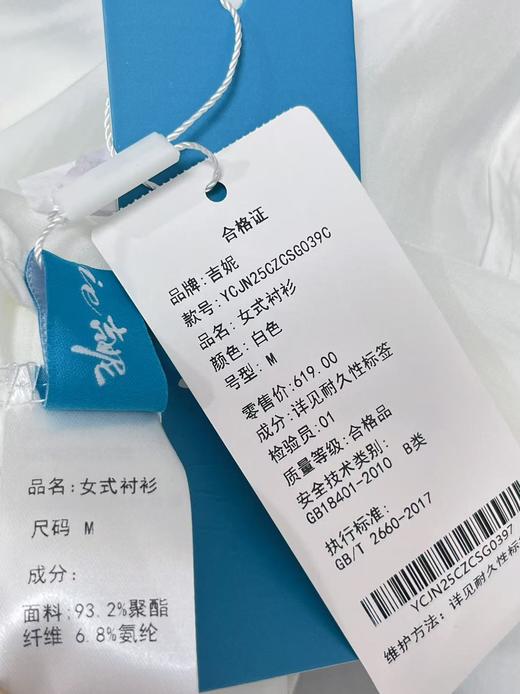 合格证
品牌:吉妮
款号:YCJN25CZCSG039C
品名:女式衬衫
颜色:白色
号型:M
零售价:619.00
成分:详见耐久性标签
检验员:01
质量等级:合格品
安全技术类别:
GB18401-2010 B类
执行标准:
GB/T 2660-2017
YCJN25CZCSG0397
维护方法:详见耐久性标
品名:女式衬衫
尺码 M
成分:
面料:93.2%聚酯
纤维 6.8%氨纶